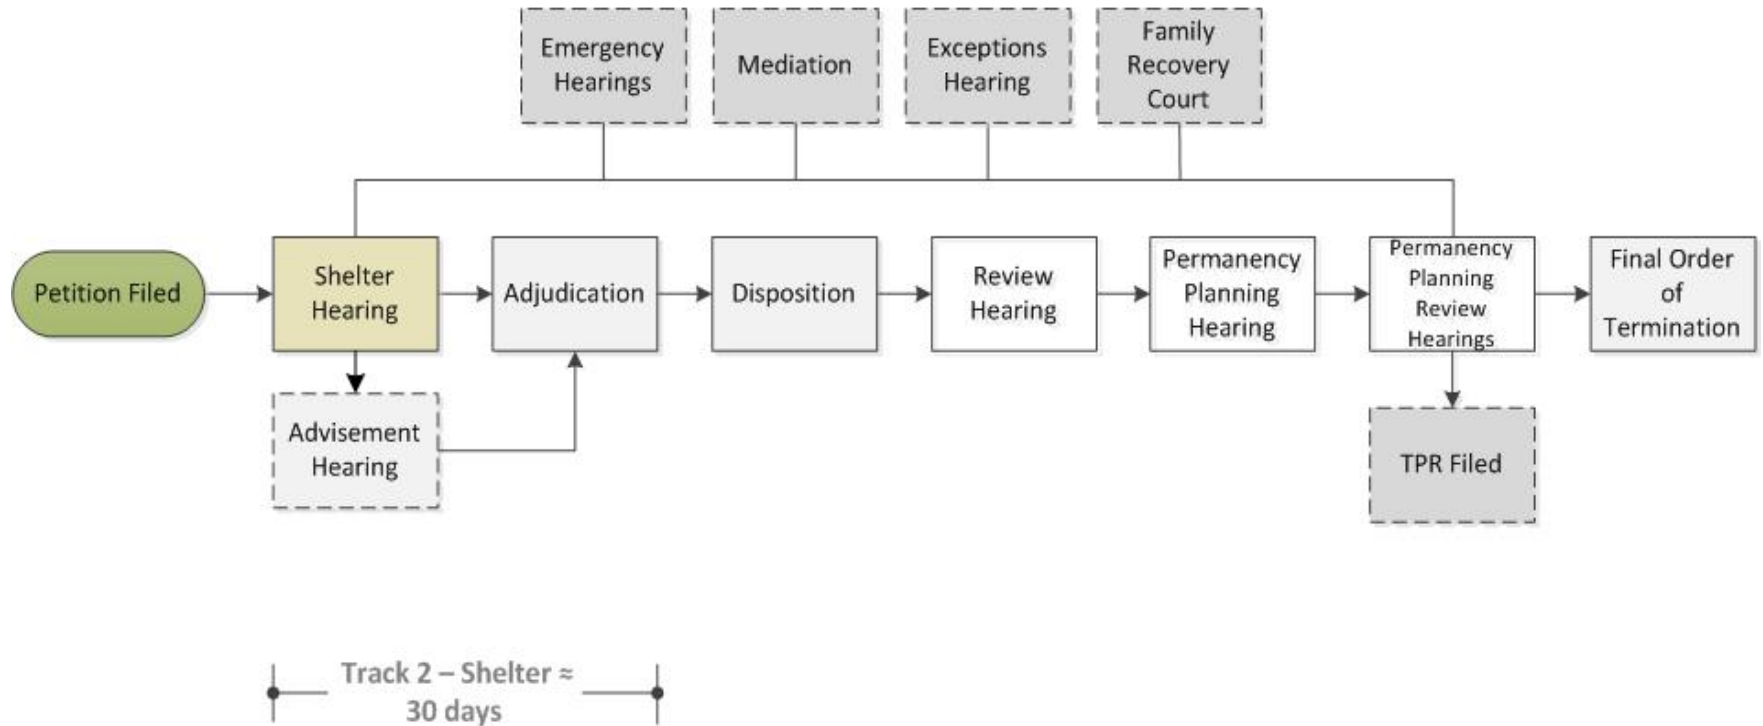 Emergency
Hearings
Mediation
Exceptions
Hearing
Family
Recovery
Court
Petition Filed
Shelter
Hearing
Adjudication
Disposition
Review
Hearing
Permanency
Planning
Hearing
Permanency
Planning
Review
Hearings
Final Order
of
Termination
Advisement
Hearing
TPR Filed
Track 2 – Shelter ≈
30 days